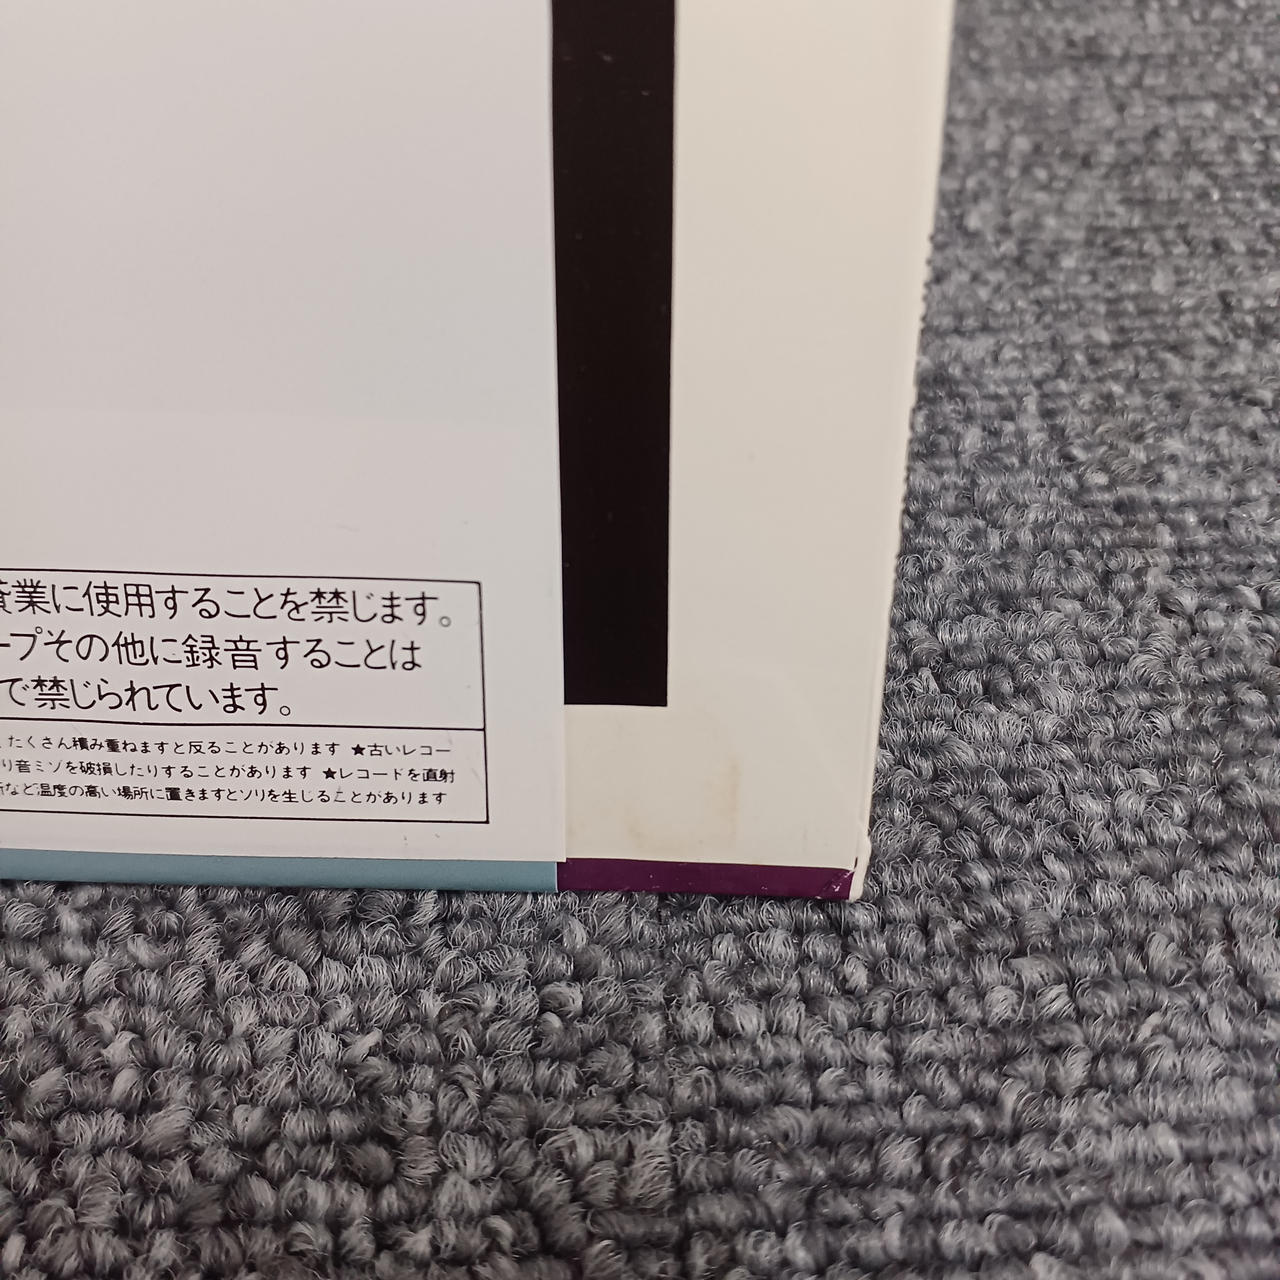 業に使用することを禁じます。
ープその他に録音することは
で禁じられています。
たくさん積み重ねますと反ることがあります ★古いレコー
り音ミゾを破損したりすることがあります ★レコードを直射
など温度の高い場所に置きますとソリを生じることがあります